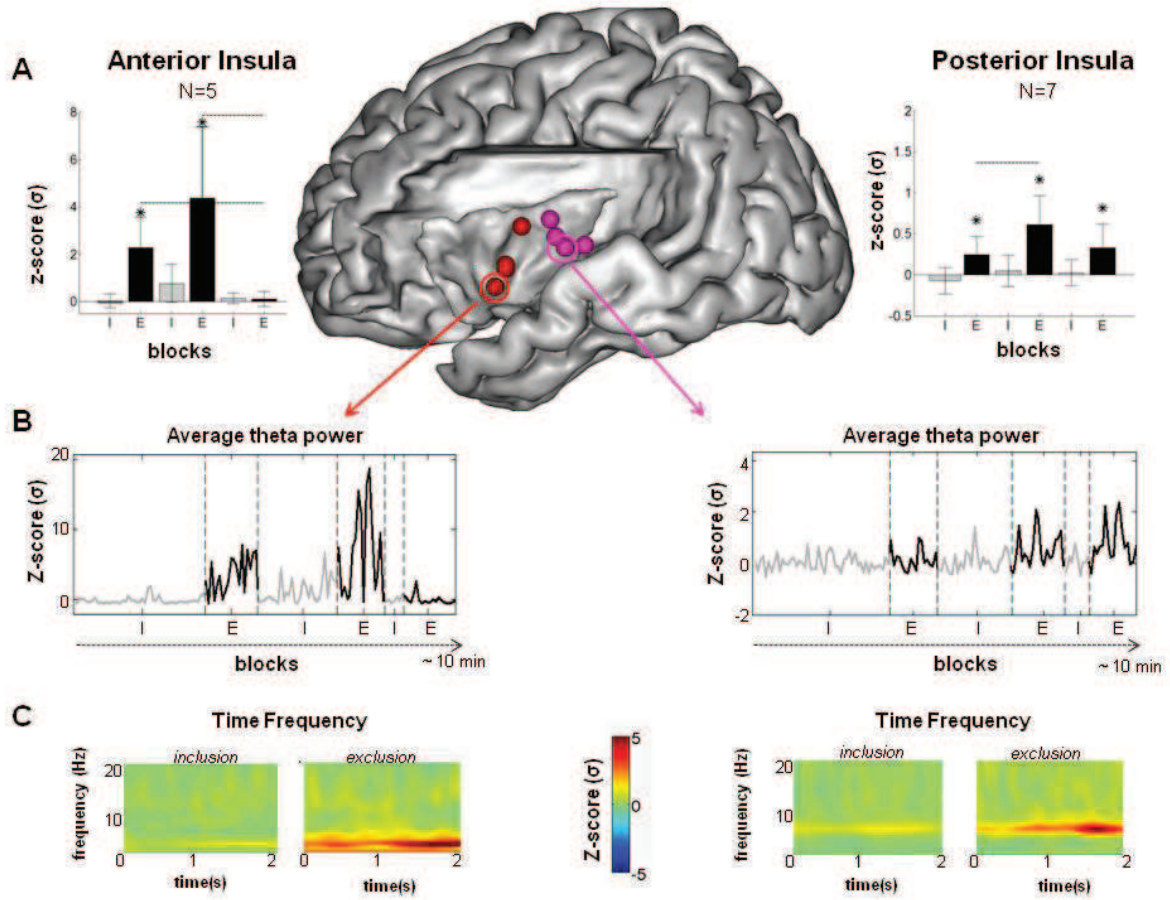 A
Anterior Insula
N=5
8
6
4
2
0
z-score (σ)
* *
I E I E I E
blocks
Posterior Insula
N=7
2
1.5
1
0.5
0
-0.5
z-score (σ)
* * *
I E I E I E
blocks
B
Average theta power
20
10
0
Z-score (σ)
I E I E I E
blocks
~ 10 min
Average theta power
4
2
0
-2
Z-score (σ)
I E I E I E
blocks
~ 10 min
C
Time Frequency
inclusion exclusion
frequency (Hz)
20
10
0 1 2 0 1 2
time(s) time(s)
Z-score (σ)
5
0
-5
Time Frequency
inclusion exclusion
frequency (Hz)
20
10
0 1 2 0 1 2
time(s) time(s)